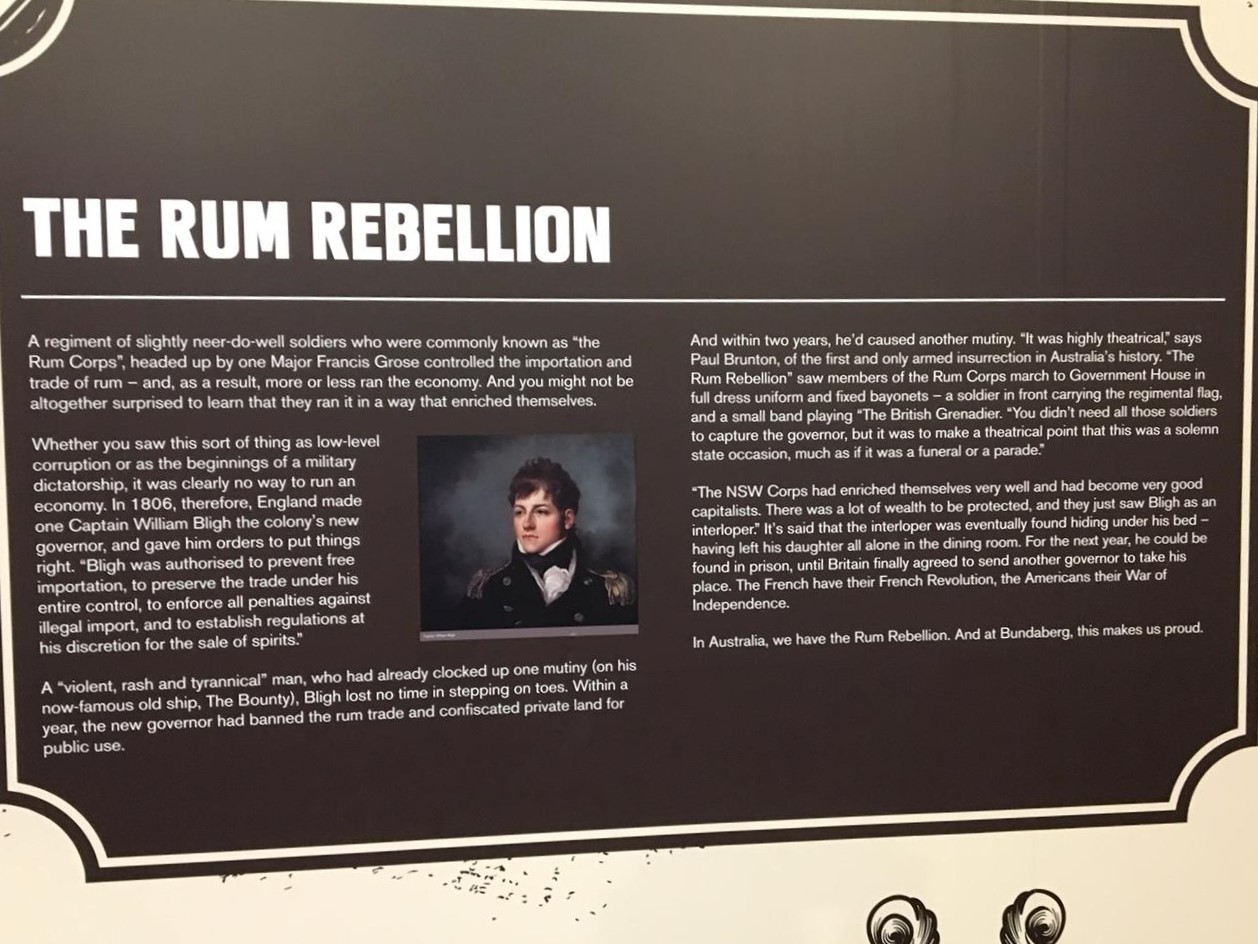 THE RUM REBELLION
A regiment of slightly neer-do-well soldiers who were commonly known as “the
Rum Corps”, headed up by one Major Francis Grose controlled the importation and
trade of rum – and, as a result, more or less ran the economy. And you might not be
altogether surprised to learn that they ran it in a way that enriched themselves.
Whether you saw this sort of thing as low-level
corruption or as the beginnings of a military
dictatorship, it was clearly no way to run an
economy. In 1806, therefore, England made
one Captain William Bligh the colony’s new
governor, and gave him orders to put things
right. “Bligh was authorised to prevent free
importation, to preserve the trade under his
entire control, to enforce all penalties against
illegal import, and to establish regulations at
his discretion for the sale of spirits.”
A “violent, rash and tyrannical” man, who had already clocked up one mutiny (on his
now-famous old ship, The Bounty), Bligh lost no time in stepping on toes. Within a
year, the new governor had banned the rum trade and confiscated private land for
public use.
And within two years, he’d caused another mutiny. “It was highly theatrical,” says
Paul Brunton, of the first and only armed insurrection in Australia’s history. “The
Rum Rebellion” saw members of the Rum Corps march to Government House in
full dress uniform and fixed bayonets – a soldier in front carrying the regimental flag,
and a small band playing “The British Grenadier. “You didn’t need all those soldiers
to capture the governor, but it was to make a theatrical point that this was a solemn
state occasion, much as if it was a funeral or a parade.”
“The NSW Corps had enriched themselves very well and had become very good
capitalists. There was a lot of wealth to be protected, and they just saw Bligh as an
interloper.” It’s said that the interloper was eventually found hiding under his bed –
having left his daughter all alone in the dining room. For the next year, he could be
found in prison, until Britain finally agreed to send another governor to take his
place. The French have their French Revolution, the Americans their War of
Independence.
In Australia, we have the Rum Rebellion. And at Bundaberg, this makes us proud.